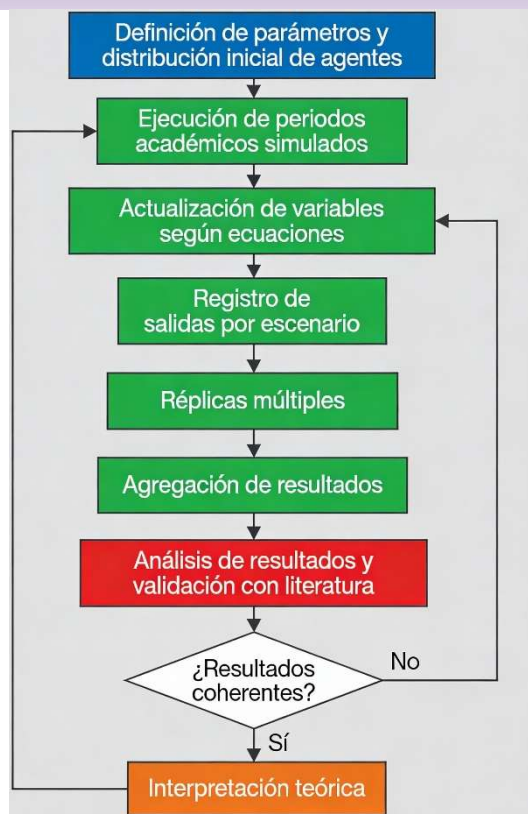 Definición de parámetros y
distribución inicial de agentes
Ejecución de periodos
académicos simulados
Actualización de variables
según ecuaciones
Registro de
salidas por escenario
Réplicas múltiples
Agregación de resultados
Análisis de resultados y
validación con literatura
¿Resultados
coherentes?
No
Sí
Interpretación teórica